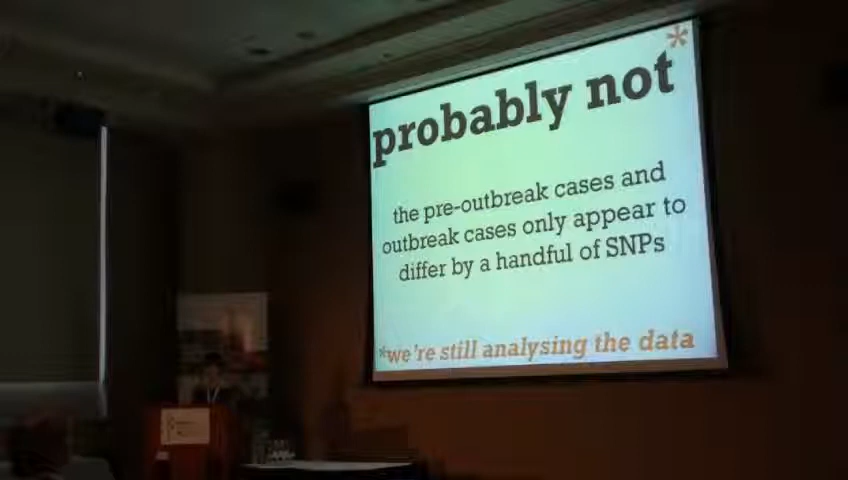 probably not*
the pre-outbreak cases and
outbreak cases only appear to
differ by a handful of SNPs
*we're still analysing the data